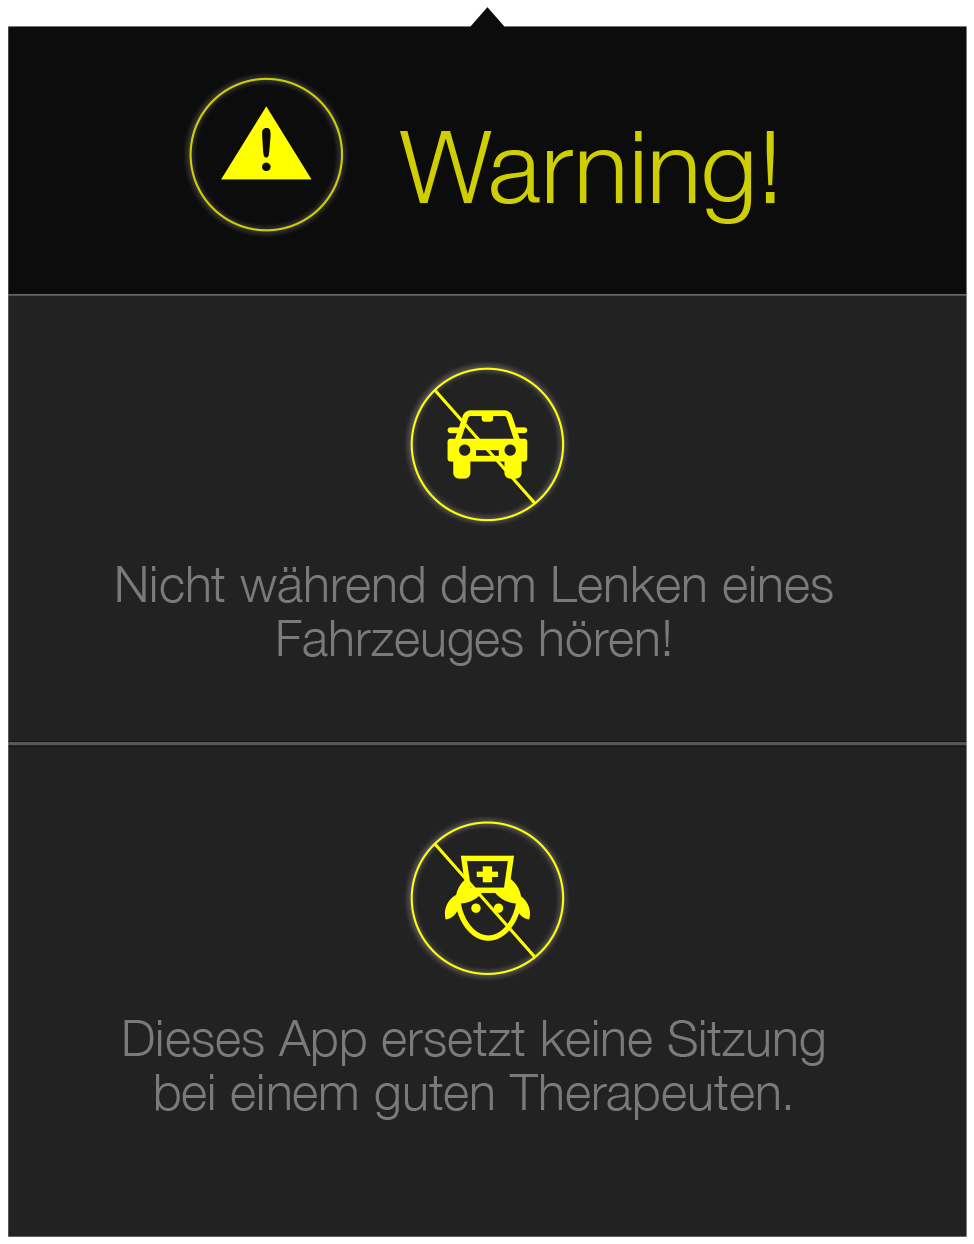 Warning!
Nicht während dem Lenken eines
Fahrzeuges hören!
Dieses App ersetzt keine Sitzung
bei einem guten Therapeuten.